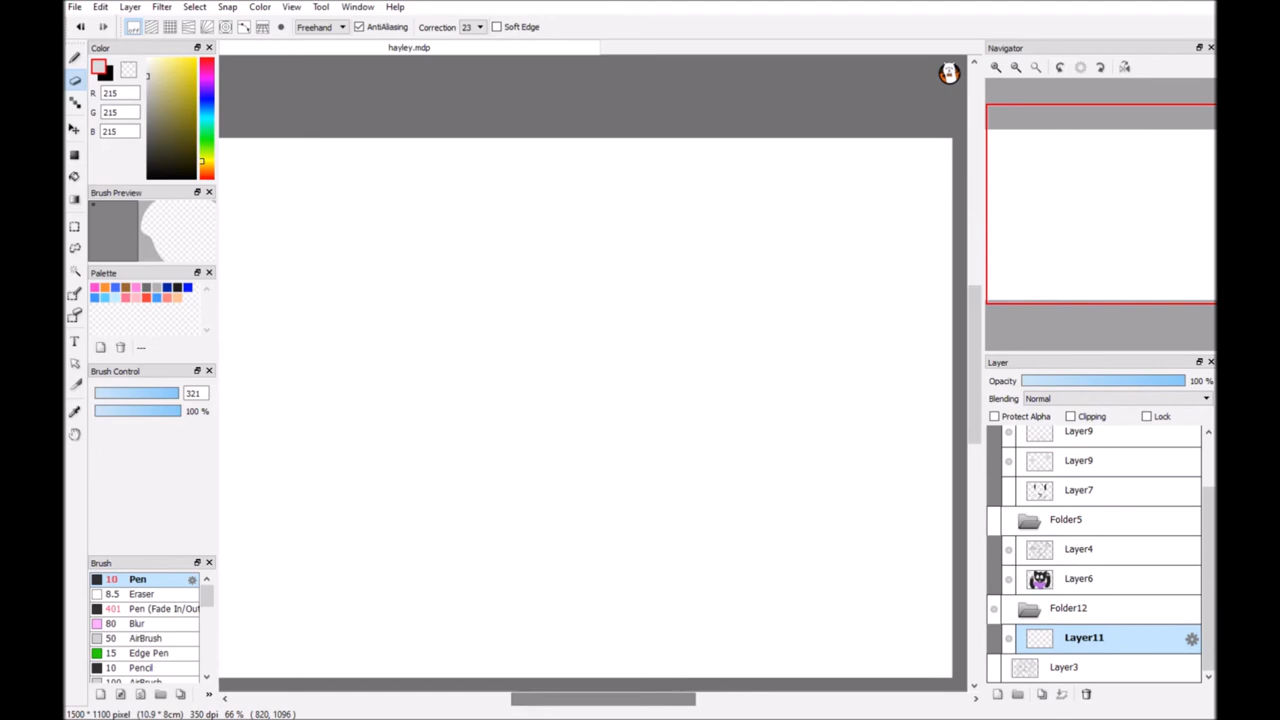 File Edit Layer Filter Select Snap Color View Tool Window Help
off Freehand AntiAliasing Correction 23 Soft Edge
Color
hayley.mdp
Navigator
R 215
G 215
B 215
Brush Preview
Palette
---
Brush Control
321
100 %
Layer
Opacity 100 %
Blending Normal
Protect Alpha Clipping Lock
Layer9
Layer9
Layer7
Folder5
Layer4
Layer6
Folder12
Layer11
Layer3
Brush
10 Pen
8.5 Eraser
401 Pen (Fade In/Out
80 Blur
50 AirBrush
15 Edge Pen
10 Pencil
100 AirBrush
1500 * 1100 pixel (10.9 * 8cm) 350 dpi 66 % ( 820, 1096 )